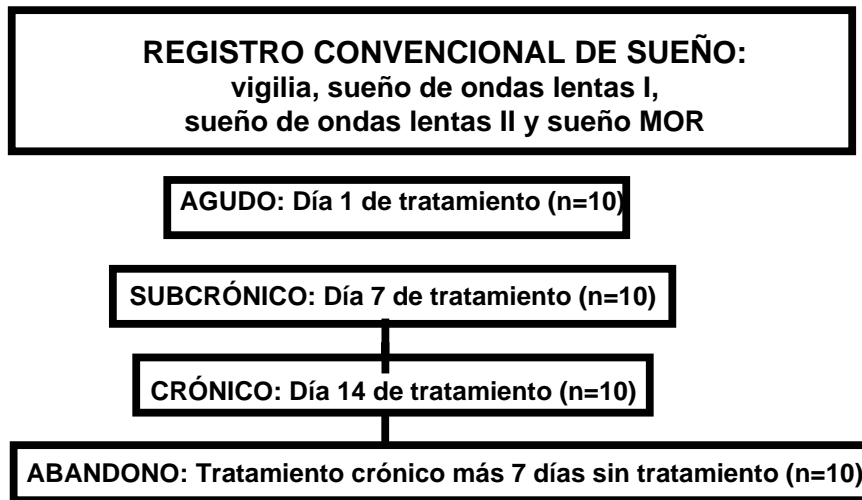 REGISTRO CONVENCIONAL DE SUEÑO:
vigilia, sueño de ondas lentas I,
sueño de ondas lentas II y sueño MOR
AGUDO: Día 1 de tratamiento (n=10)
SUBCRÓNICO: Día 7 de tratamiento (n=10)
CRÓNICO: Día 14 de tratamiento (n=10)
ABANDONO: Tratamiento crónico más 7 días sin tratamiento (n=10)